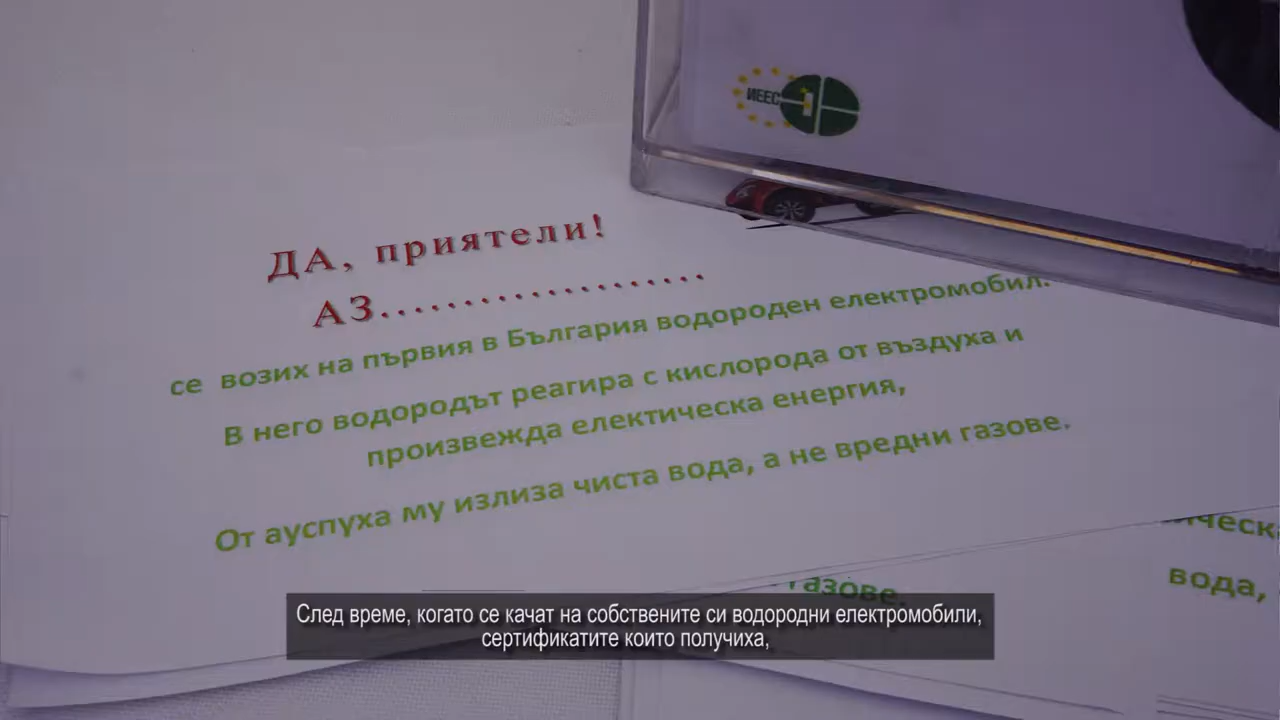 ИЕЕС
ДА, приятели!
АЗ...................
се возих на първия в България водороден електромобил.
В него водородът реагира с кислорода от въздуха и
произвежда електическа енергия,
От ауспуха му излиза чиста вода, а не вредни газове.
вода,
газове.
След време, когато се качат на собствените си водородни електромобили,
сертификатите които получиха,